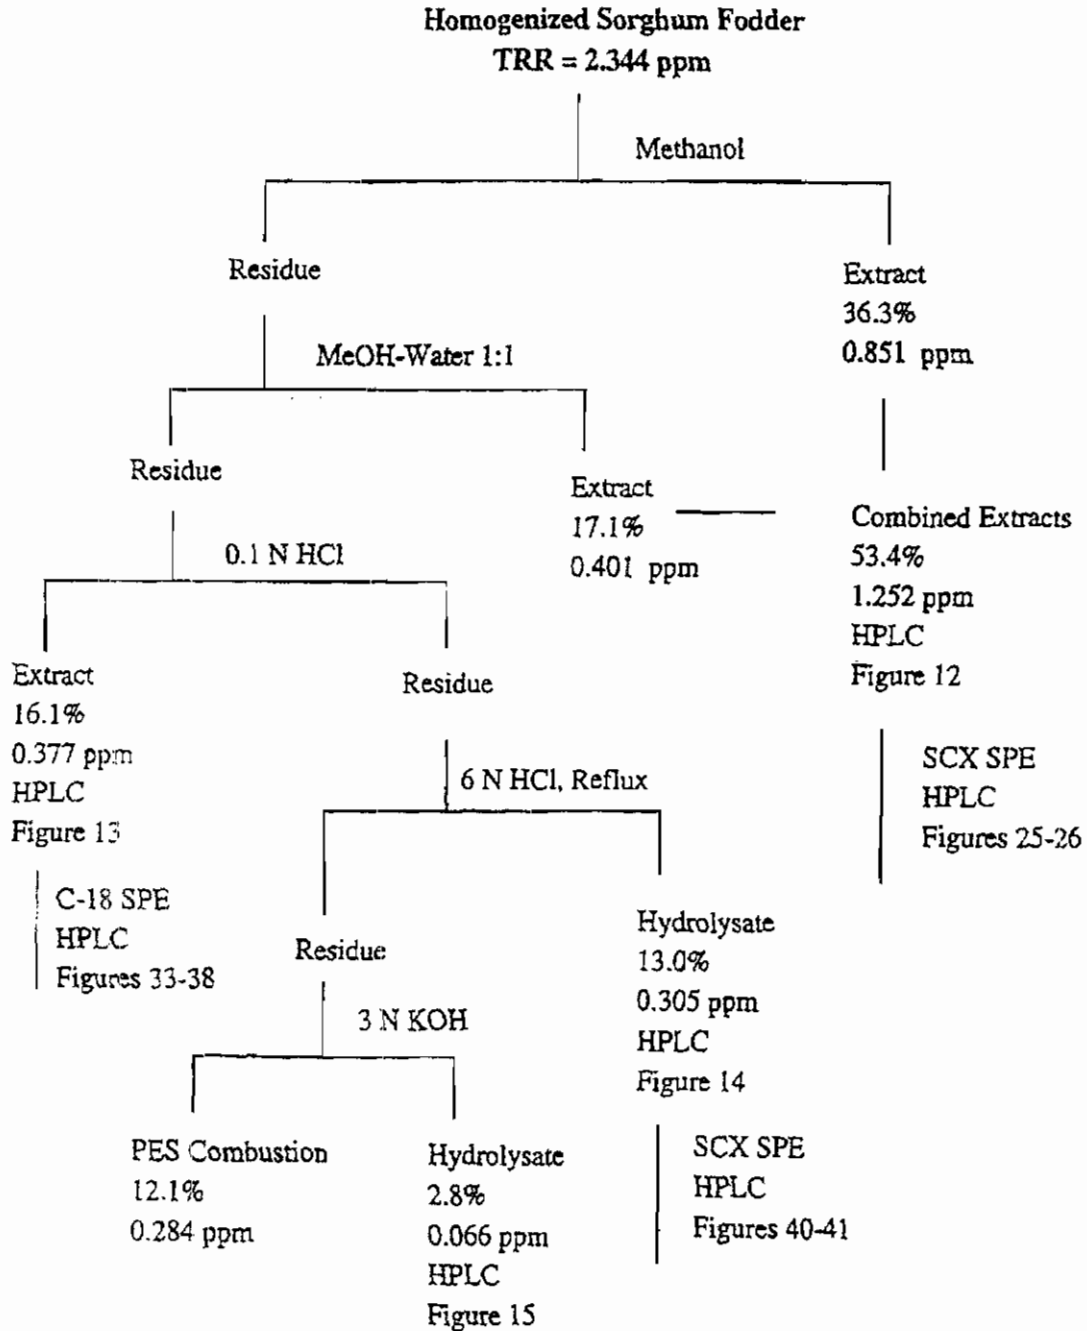 Homogenized Sorghum Fodder
TRR = 2.344 ppm
Methanol
Residue
Extract
36.3%
0.851 ppm
MeOH-Water 1:1
Residue
Extract
17.1%
0.401 ppm
Combined Extracts
53.4%
1.252 ppm
HPLC
Figure 12
0.1 N HCl
Extract
16.1%
0.377 ppm
HPLC
Figure 13
Residue
SCX SPE
HPLC
Figures 25-26
6 N HCl, Reflux
C-18 SPE
HPLC
Figures 33-38
Residue
Hydrolysate
13.0%
0.305 ppm
HPLC
Figure 14
3 N KOH
PES Combustion
12.1%
0.284 ppm
Hydrolysate
2.8%
0.066 ppm
HPLC
Figure 15
SCX SPE
HPLC
Figures 40-41